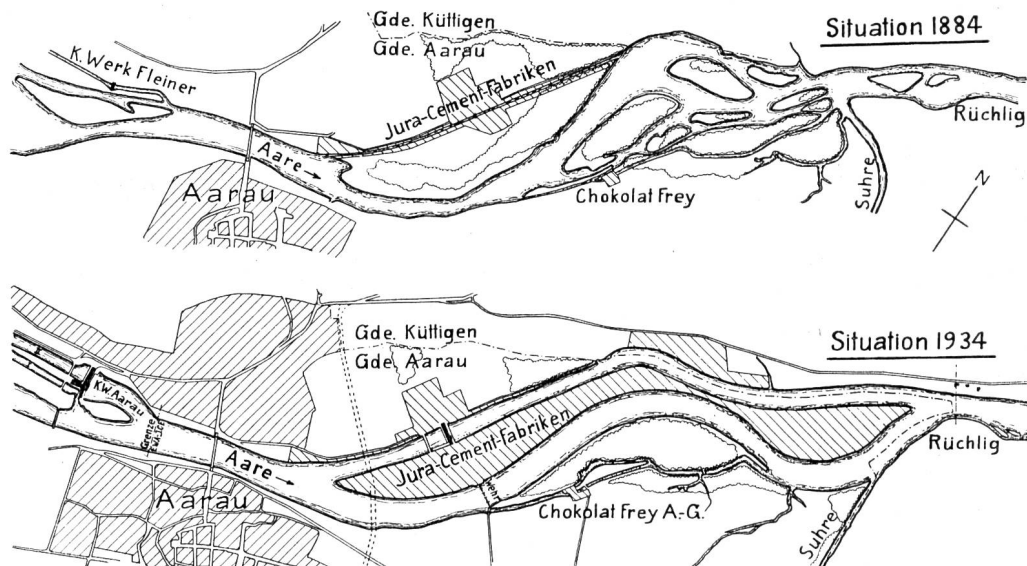 Gde. Küttigen
Gde. Aarau
Situation 1884
K.Werk Fleiner
Jura-Cement-Fabriken
Rüchlig
Aare
Aarau
Chokolat Frey
Suhre
N
Situation 1934
Gde. Küttigen
Gde. Aarau
KW. Aarau
Aare
Jura-Cement-Fabriken
Rüchlig
Aarau
Wehr
Chokolat Frey A.-G.
Suhre